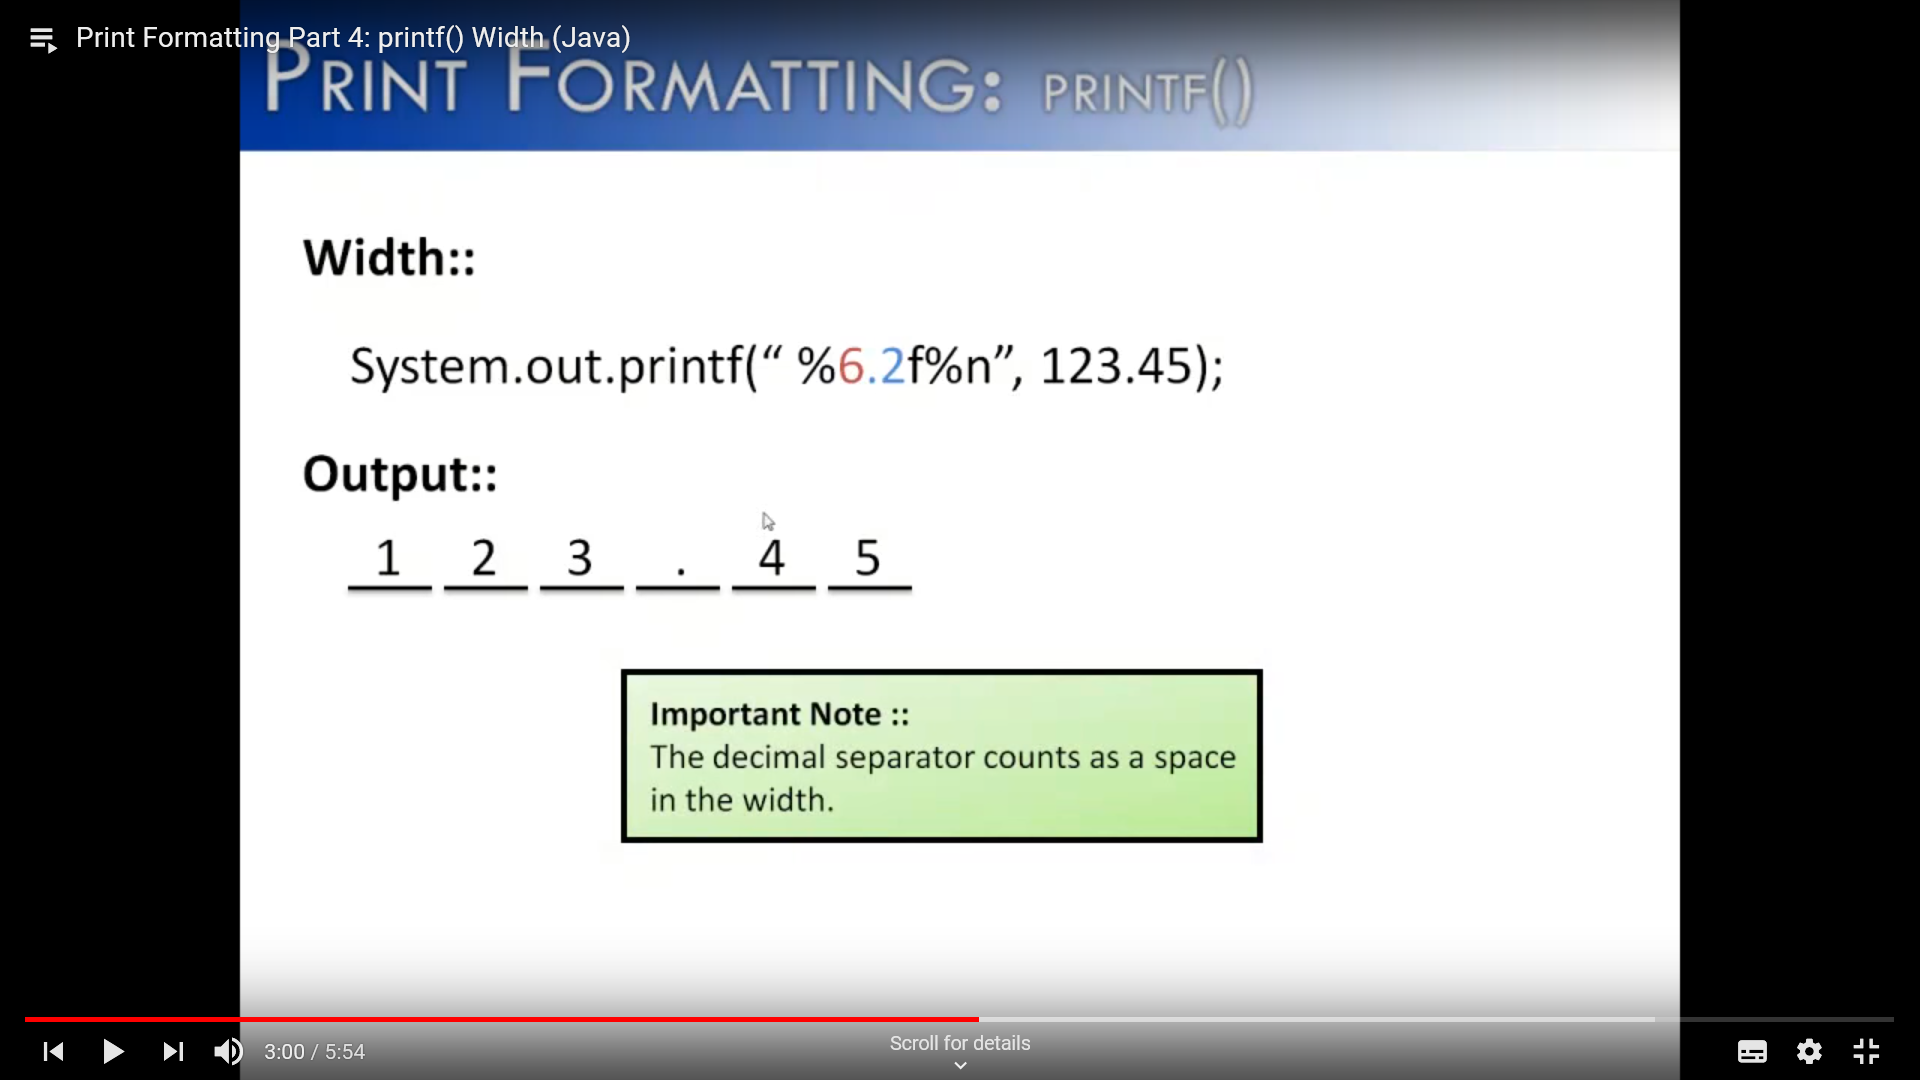 Print Formatting Part 4: printf() Width (Java)
PRINT FORMATTING: PRINTF()
Width::
System.out.printf(“ %6.2f%n”, 123.45);
Output::
1 2 3 . 4 5
Important Note ::
The decimal separator counts as a space
in the width.
Scroll for details
3:00 / 5:54